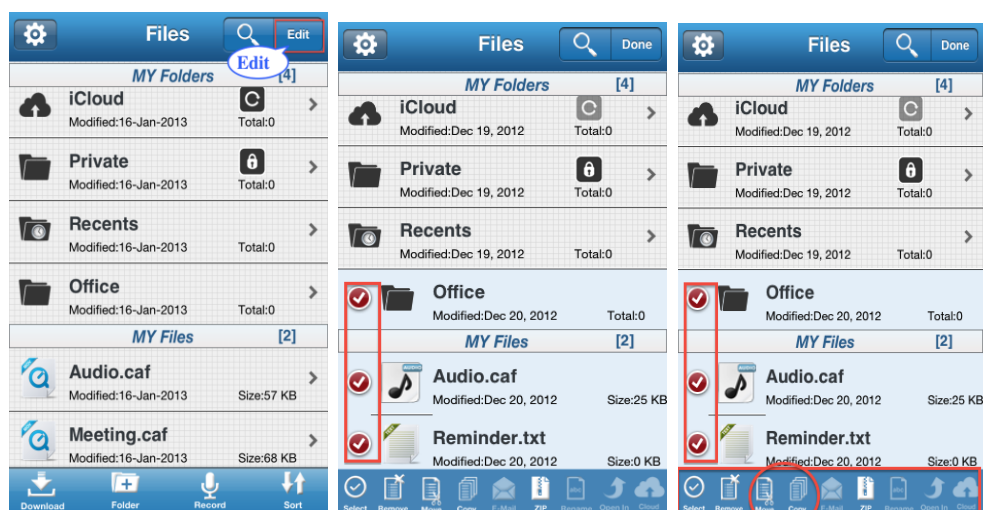 Files
Edit
Edit
MY Folders [4]
iCloud
Modified:16-Jan-2013 Total:0
Private
Modified:16-Jan-2013 Total:0
Recents
Modified:16-Jan-2013 Total:0
Office
Modified:16-Jan-2013 Total:0
MY Files [2]
Audio.caf
Modified:16-Jan-2013 Size:57 KB
Meeting.caf
Modified:16-Jan-2013 Size:68 KB
Download Folder Record Sort
Files Done
MY Folders [4]
iCloud
Modified:Dec 19, 2012 Total:0
Private
Modified:Dec 19, 2012 Total:0
Recents
Modified:Dec 19, 2012 Total:0
Office
Modified:Dec 20, 2012 Total:0
MY Files [2]
Audio.caf
Modified:Dec 20, 2012 Size:25 KB
Reminder.txt
Modified:Dec 20, 2012 Size:0 KB
Select Remove Move Copy E-Mail ZIP Rename Open In Cloud
Files Done
MY Folders [4]
iCloud
Modified:Dec 19, 2012 Total:0
Private
Modified:Dec 19, 2012 Total:0
Recents
Modified:Dec 19, 2012 Total:0
Office
Modified:Dec 20, 2012 Total:0
MY Files [2]
Audio.caf
Modified:Dec 20, 2012 Size:25 KB
Reminder.txt
Modified:Dec 20, 2012 Size:0 KB
Select Remove Move Copy E-Mail ZIP Rename Open In Cloud